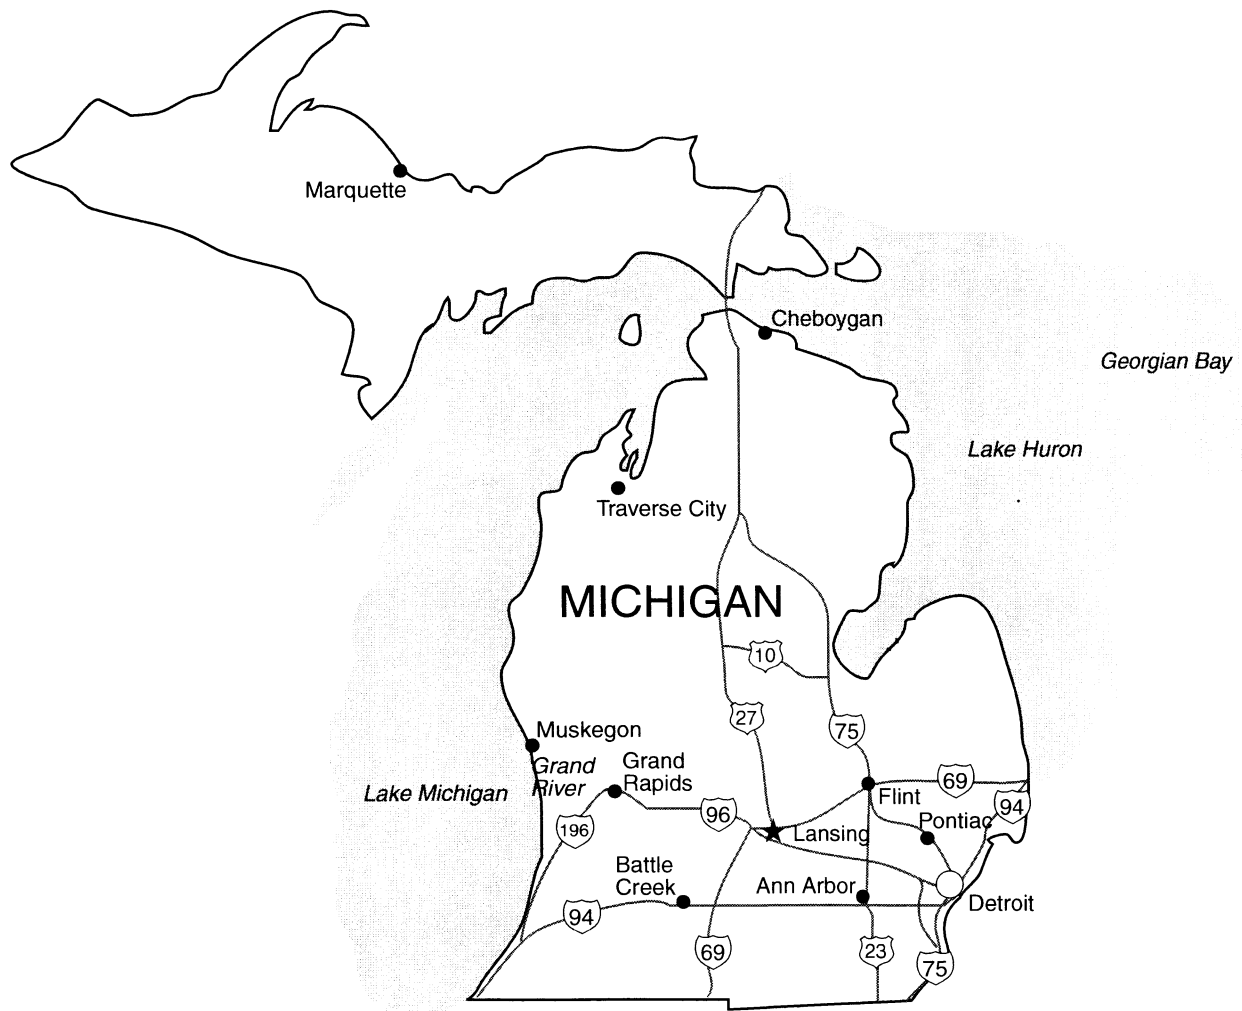 Marquette
Cheboygan
Georgian Bay
Lake Huron
Traverse City
MICHIGAN
10
27
75
Muskegon
Grand
River
Grand
Rapids
Lake Michigan
69
94
Flint
96
196
Pontiac
Lansing
Battle
Creek
Ann Arbor
Detroit
94
69
23
75